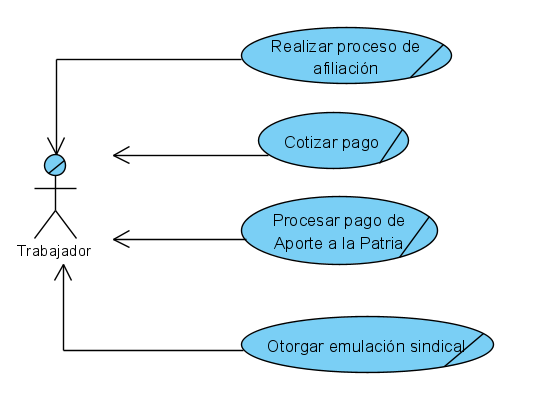 Realizar proceso de
afiliación
Cotizar pago
Procesar pago de
Aporte a la Patria
Trabajador
Otorgar emulación sindical